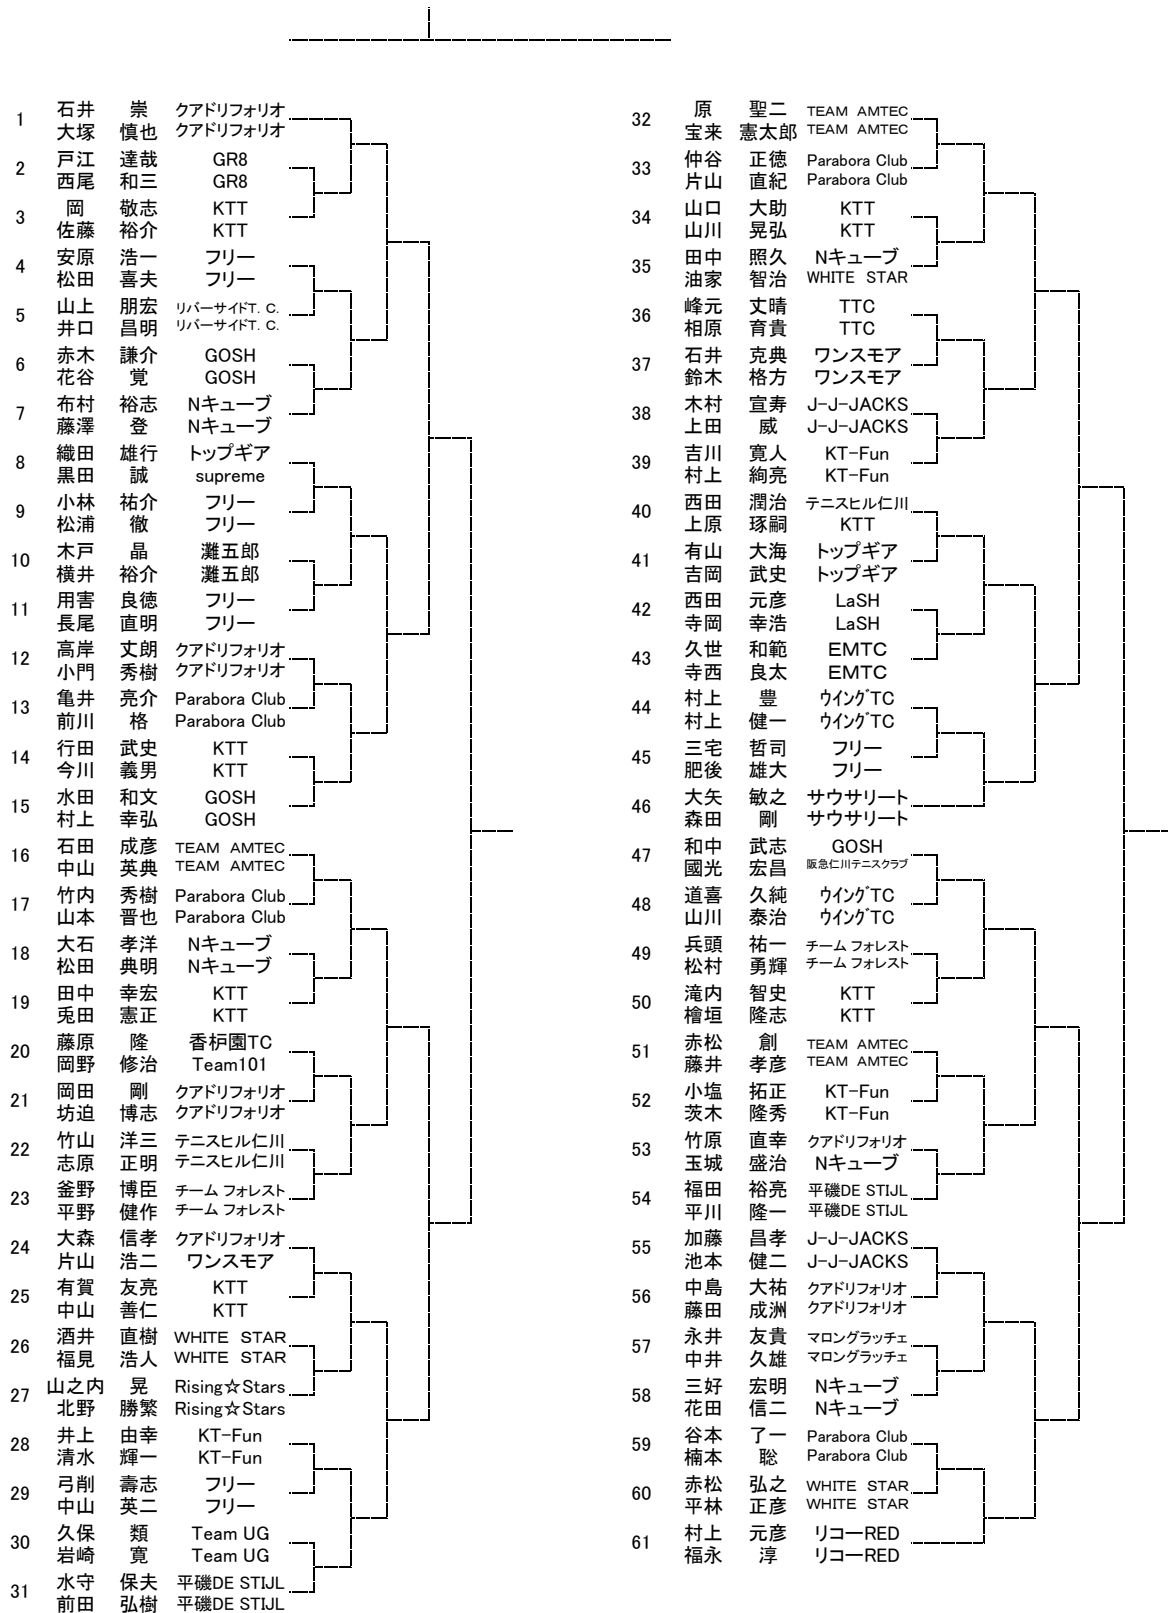 石井 崇 クアドリフォリオ
1
大塚 慎也 クアドリフォリオ
戸江 達哉 GR8
2
西尾 和三 GR8
岡 敬志 KTT
3
佐藤 裕介 KTT
安原 浩一 フリー
4
松田 喜夫 フリー
山上 朋宏 リバーサイドT. C.
5
井口 昌明 リバーサイドT. C.
赤木 謙介 GOSH
6
花谷 覚 GOSH
布村 裕志 Nキューブ
7
藤澤 登 Nキューブ
織田 雄行 トップギア
8
黒田 誠 supreme
小林 祐介 フリー
9
松浦 徹 フリー
木戸 晶 灘五郎
10
横井 裕介 灘五郎
用害 良徳 フリー
11
長尾 直明 フリー
高岸 丈朗 クアドリフォリオ
12
小門 秀樹 クアドリフォリオ
亀井 亮介 Parabora Club
13
前川 格 Parabora Club
行田 武史 KTT
14
今川 義男 KTT
水田 和文 GOSH
15
村上 幸弘 GOSH
石田 成彦 TEAM AMTEC
16
中山 英典 TEAM AMTEC
竹内 秀樹 Parabora Club
17
山本 晋也 Parabora Club
大石 孝洋 Nキューブ
18
松田 典明 Nキューブ
田中 幸宏 KTT
19
兎田 憲正 KTT
藤原 隆 香枦園TC
20
岡野 修治 Team101
岡田 剛 クアドリフォリオ
21
坊迫 博志 クアドリフォリオ
竹山 洋三 テニスヒル仁川
22
志原 正明 テニスヒル仁川
釜野 博臣 チーム フォレスト
23
平野 健作 チーム フォレスト
大森 信孝 クアドリフォリオ
24
片山 浩二 ワンスモア
有賀 友亮 KTT
25
中山 善仁 KTT
酒井 直樹 WHITE STAR
26
福見 浩人 WHITE STAR
山之内 晃 Rising☆Stars
27
北野 勝繁 Rising☆Stars
井上 由幸 KT-Fun
28
清水 輝一 KT-Fun
弓削 壽志 フリー
29
中山 英二 フリー
久保 類 Team UG
30
岩崎 寛 Team UG
水守 保夫 平磯DE STIJL
31
前田 弘樹 平磯DE STIJL
原 聖二 TEAM AMTEC
32
宝来 憲太郎 TEAM AMTEC
仲谷 正徳 Parabora Club
33
片山 直紀 Parabora Club
山口 大助 KTT
34
山川 晃弘 KTT
田中 照久 Nキューブ
35
油家 智治 WHITE STAR
峰元 丈晴 TTC
36
相原 育貴 TTC
石井 克典 ワンスモア
37
鈴木 格方 ワンスモア
木村 宣寿 J-J-JACKS
38
上田 威 J-J-JACKS
吉川 寛人 KT-Fun
39
村上 絢亮 KT-Fun
西田 潤治 テニスヒル仁川
40
上原 琢嗣 KTT
有山 大海 トップギア
41
吉岡 武史 トップギア
西田 元彦 LaSH
42
寺岡 幸浩 LaSH
久世 和範 EMTC
43
寺西 良太 EMTC
村上 豊 ウイングTC
44
村上 健一 ウイングTC
三宅 哲司 フリー
45
肥後 雄大 フリー
大矢 敏之 サウサリート
46
森田 剛 サウサリート
和中 武志 GOSH
47
國光 宏昌 阪急仁川テニスクラブ
道喜 久純 ウイングTC
48
山川 泰治 ウイングTC
兵頭 祐一 チーム フォレスト
49
松村 勇輝 チーム フォレスト
滝内 智史 KTT
50
檜垣 隆志 KTT
赤松 創 TEAM AMTEC
51
藤井 孝彦 TEAM AMTEC
小塩 拓正 KT-Fun
52
茨木 隆秀 KT-Fun
竹原 直幸 クアドリフォリオ
53
玉城 盛治 Nキューブ
福田 裕亮 平磯DE STIJL
54
平川 隆一 平磯DE STIJL
加藤 昌孝 J-J-JACKS
55
池本 健二 J-J-JACKS
中島 大祐 クアドリフォリオ
56
藤田 成洲 クアドリフォリオ
永井 友貴 マロングラッチェ
57
中井 久雄 マロングラッチェ
三好 宏明 Nキューブ
58
花田 信二 Nキューブ
谷本 了一 Parabora Club
59
楠本 聡 Parabora Club
赤松 弘之 WHITE STAR
60
平林 正彦 WHITE STAR
村上 元彦 リコーRED
61
福永 淳 リコーRED